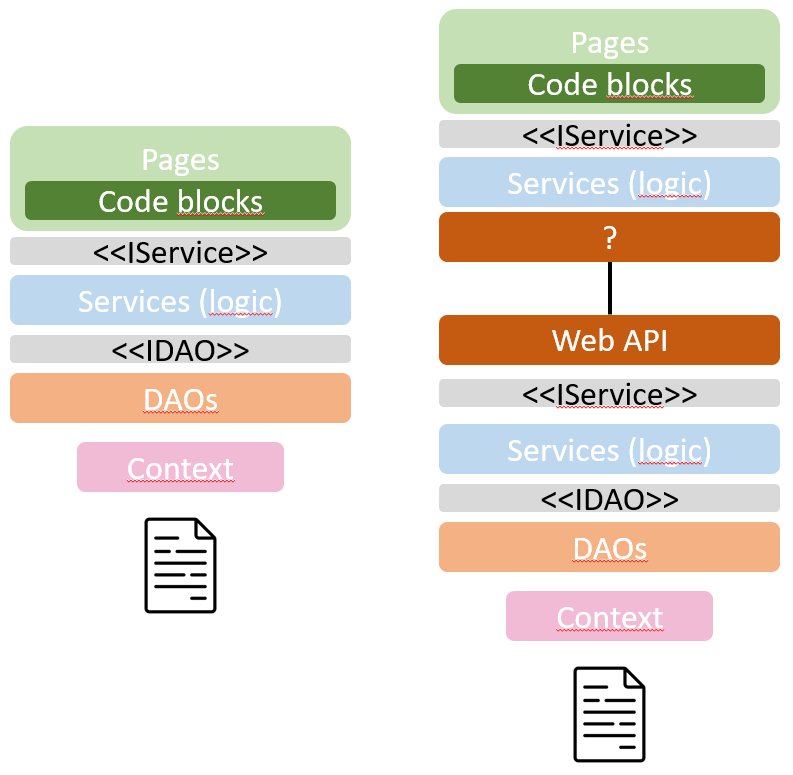 Pages
Code blocks
<<IService>>
Services (logic)
<<IDAO>>
DAOs
Context
Pages
Code blocks
<<IService>>
Services (logic)
?
Web API
<<IService>>
Services (logic)
<<IDAO>>
DAOs
Context